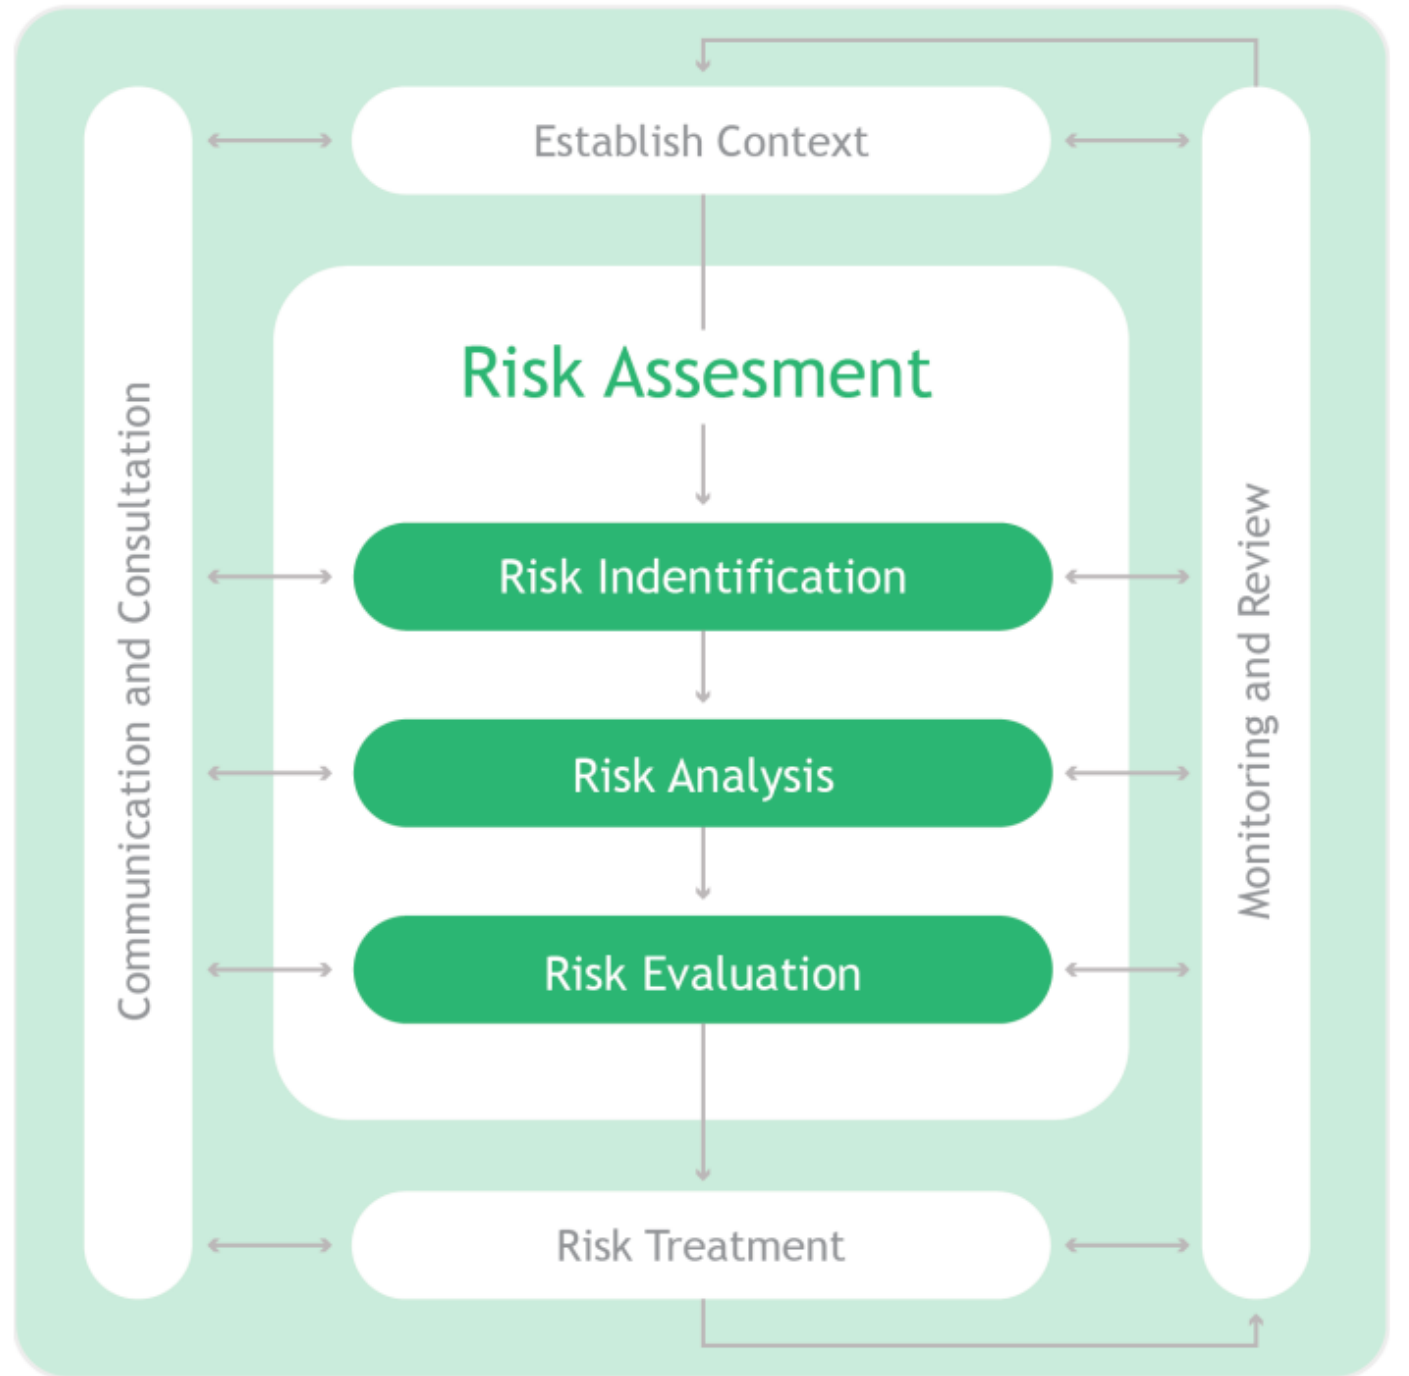 Establish Context
Risk Assesment
Communication and Consultation
Risk Indentification
Monitoring and Review
Risk Analysis
Risk Evaluation
Risk Treatment